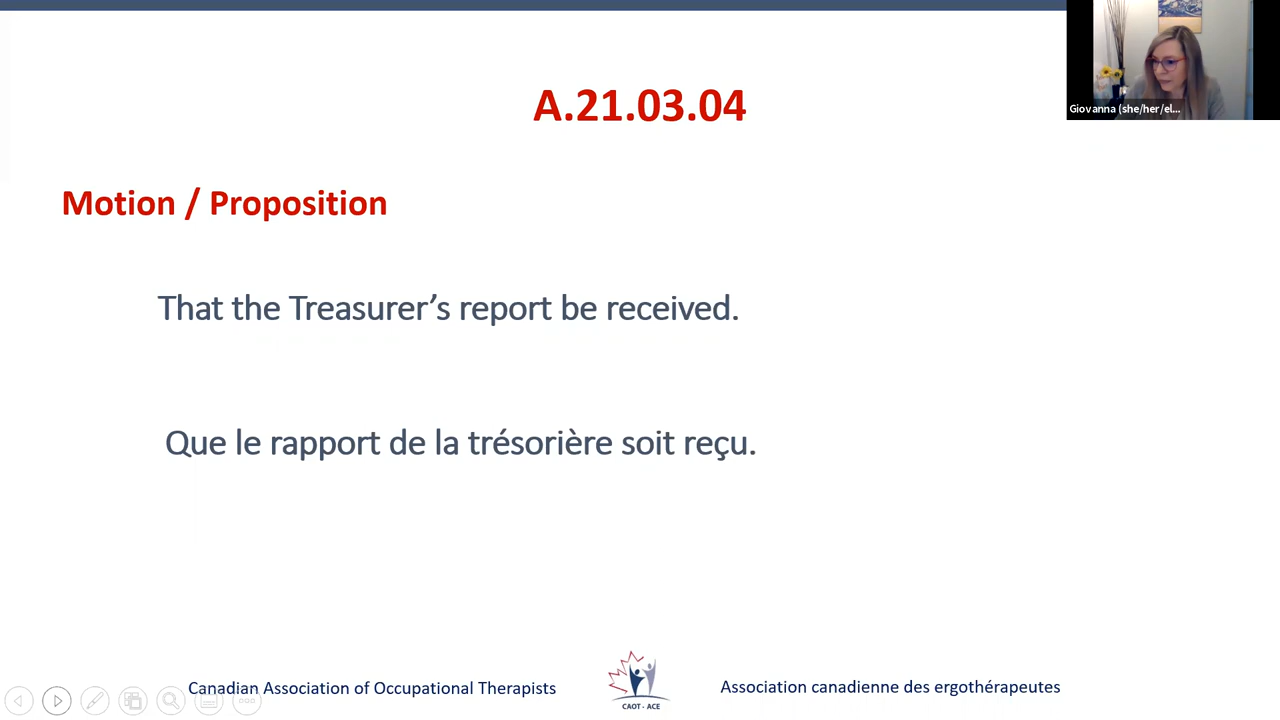 A.21.03.04
Giovanna (she/her/el...
Motion / Proposition
That the Treasurer’s report be received.
Que le rapport de la trésorière soit reçu.
Canadian Association of Occupational Therapists
CAOT - ACE
Association canadienne des ergothérapeutes